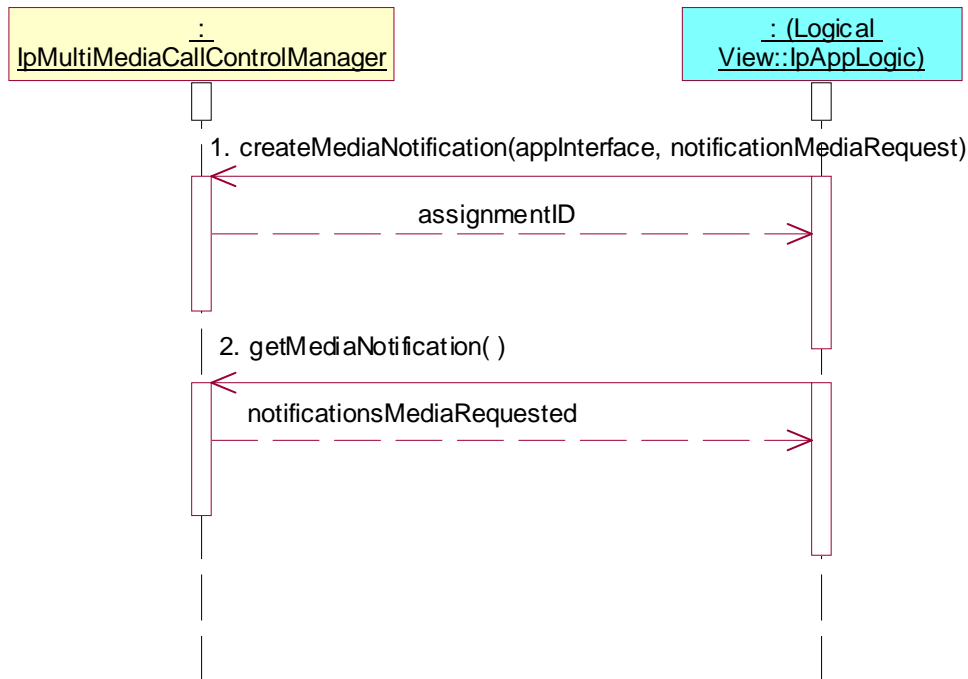 :
IpMultiMediaCallControlManager
: (Logical
View::IpAppLogic)
1. createMediaNotification(appInterface, notificationMediaRequest)
assignmentID
2. getMediaNotification( )
notificationsMediaRequested